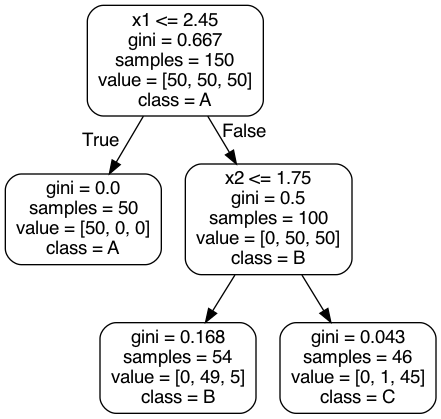 x1 <= 2.45
gini = 0.667
samples = 150
value = [50, 50, 50]
class = A
True
False
gini = 0.0
samples = 50
value = [50, 0, 0]
class = A
x2 <= 1.75
gini = 0.5
samples = 100
value = [0, 50, 50]
class = B
gini = 0.168
samples = 54
value = [0, 49, 5]
class = B
gini = 0.043
samples = 46
value = [0, 1, 45]
class = C